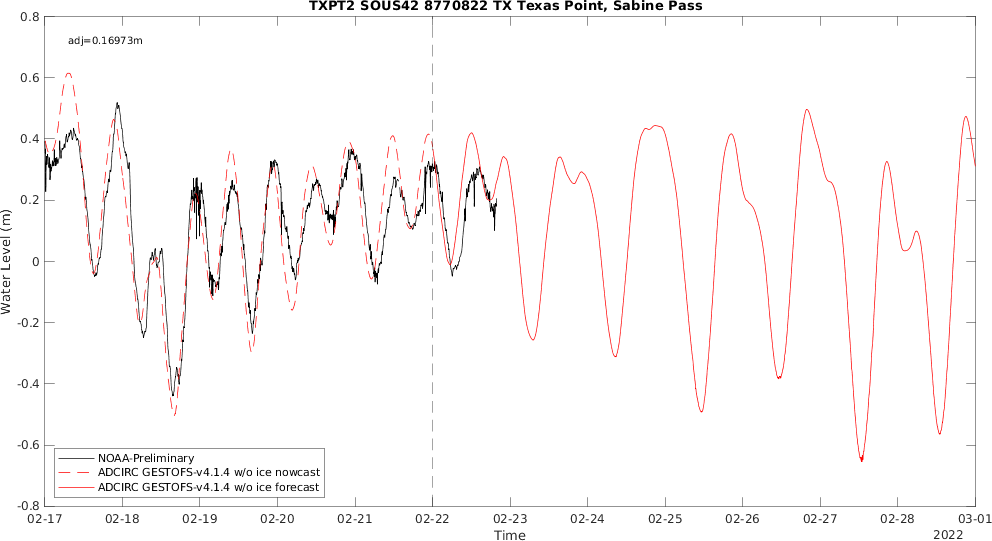 TXPT2 SOUS42 8770822 TX Texas Point, Sabine Pass
adj=0.16973m
0.8
0.6
0.4
0.2
0
-0.2
-0.4
-0.6
-0.8
Water Level (m)
NOAA-Preliminary
ADCIRC GESTOFS-v4.1.4 w/o ice nowcast
ADCIRC GESTOFS-v4.1.4 w/o ice forecast
02-17 02-18 02-19 02-20 02-21 02-22 02-23 02-24 02-25 02-26 02-27 02-28 03-01
Time
2022